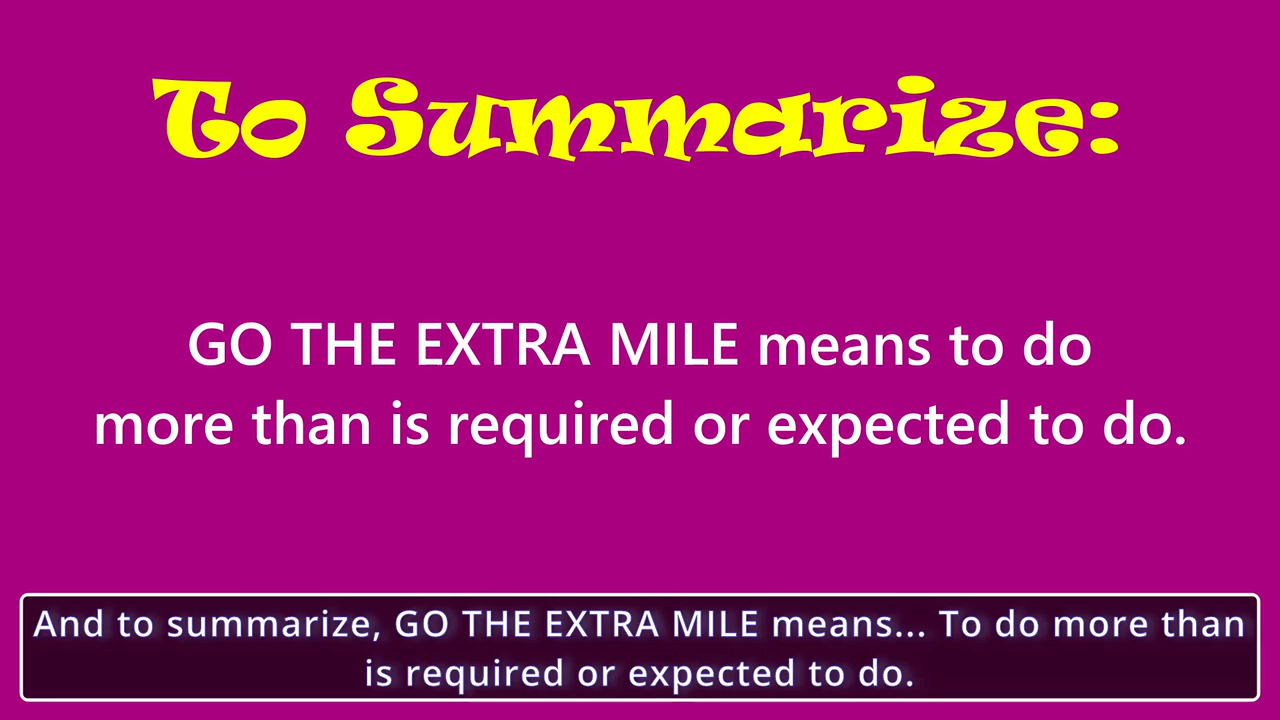 To Summarize:
GO THE EXTRA MILE means to do
more than is required or expected to do.
And to summarize, GO THE EXTRA MILE means... To do more than
is required or expected to do.